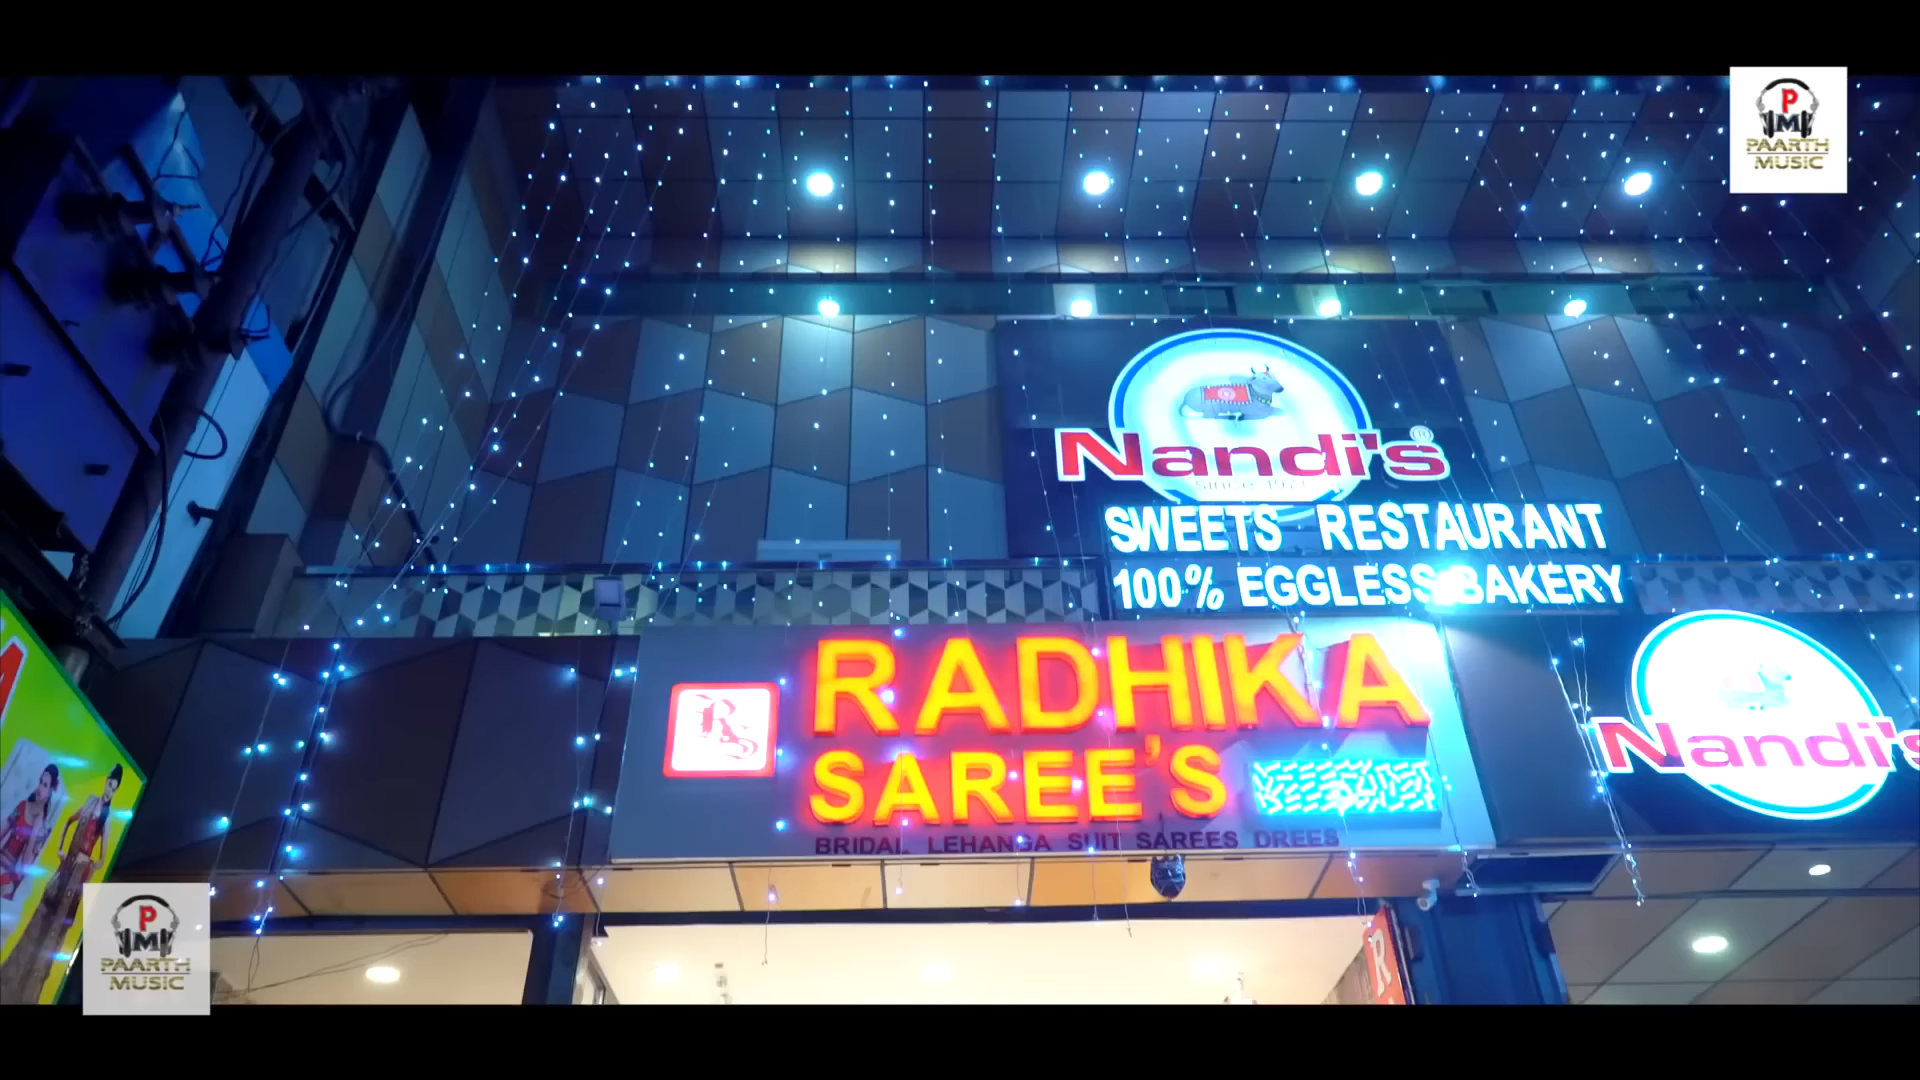 P
M
PAARTH
MUSIC
Nandi's®
SWEETS RESTAURANT
100% EGGLESS BAKERY
RADHIKA
SAREE'S
BRIDAL LEHANGA SUIT SAREES DREES
Nandi's
R
P
M
PAARTH
MUSIC